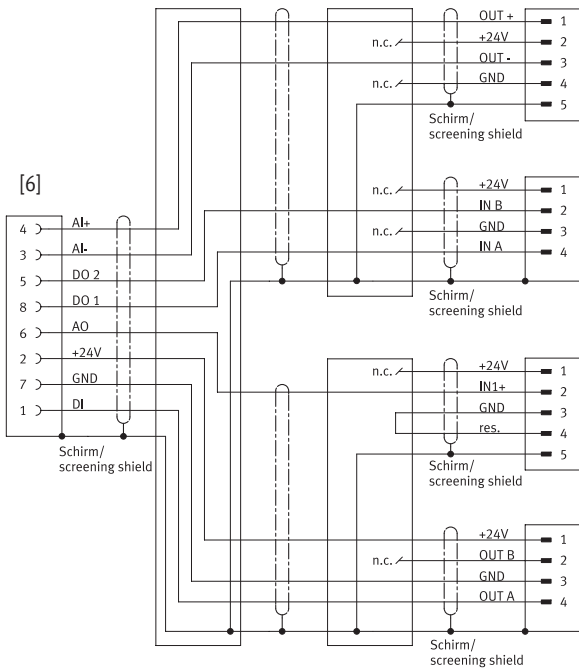 OUT + 1
n.c. +24V 2
OUT - 3
n.c. GND 4
5
Schirm/
screening shield
n.c. +24V 1
IN B 2
n.c. GND 3
IN A 4
Schirm/
screening shield
[6]
4 AI+
3 AI-
5 DO 2
8 DO 1
6 AO
2 +24V
7 GND
1 DI
Schirm/
screening shield
n.c. +24V 1
IN1+ 2
GND 3
res. 4
5
Schirm/
screening shield
+24V 1
n.c. OUT B 2
GND 3
OUT A 4
Schirm/
screening shield